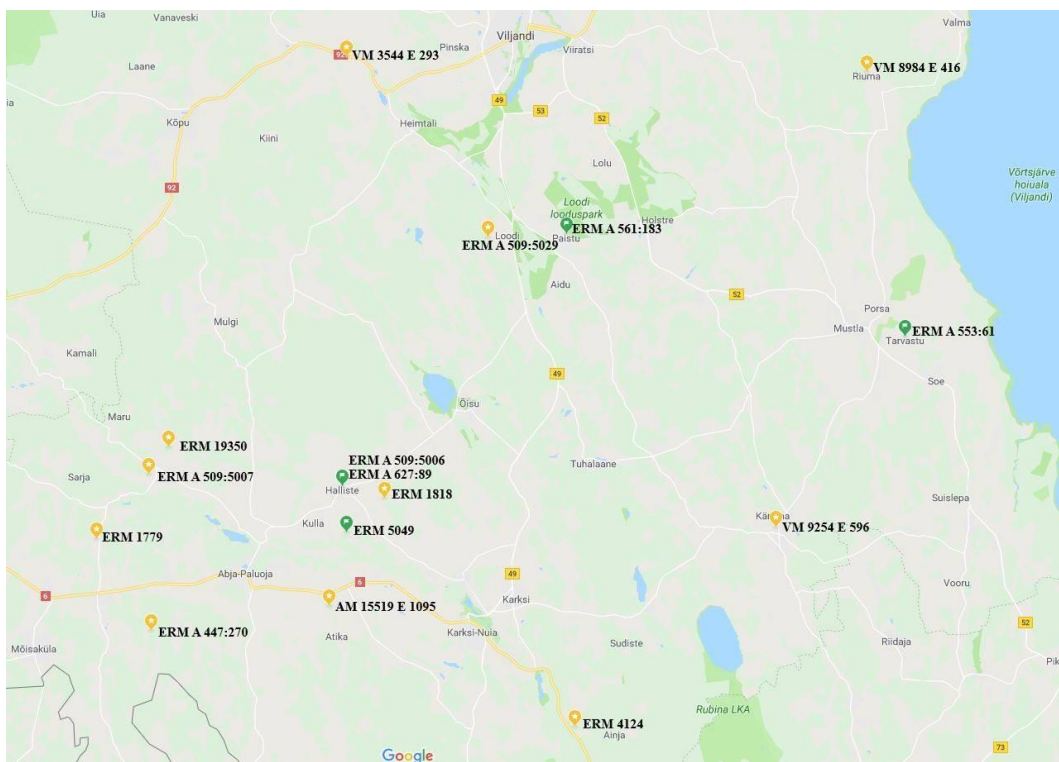 Uia
Vanaveski
Valma
Viljandi
VM 3544 E 293
Pinska
Viiratsi
92
Laane
VM 8984 E 416
Riuma
49
53
Kõpu
Heimtali
52
Kiini
Lolu
Võrtsjärve
hoiuala
(Viljandi)
92
Loodi
looduspark
Holstre
ERM A 561:183
Loodi
Paistu
ERM A 509:5029
Aidu
52
Porsa
Mulgi
Mustla
ERM A 553:61
Tarvastu
Kamali
49
Soe
Õisu
Maru
ERM 19350
ERM A 509:5006
ERM A 627:89
Tuhalaane
Sarja
ERM A 509:5007
Halliste
ERM 1818
Suislepa
Kulla
ERM 5049
VM 9254 E 596
ERM 1779
Abja-Paluoja
49
6
Vooru
6
Karksi
AM 15519 E 1095
ERM A 447:270
Atika
Karksi-Nuia
52
Mõisaküla
Sudiste
Riidaja
Pik
Rubina LKA
ERM 4124
Ainja
73
Google